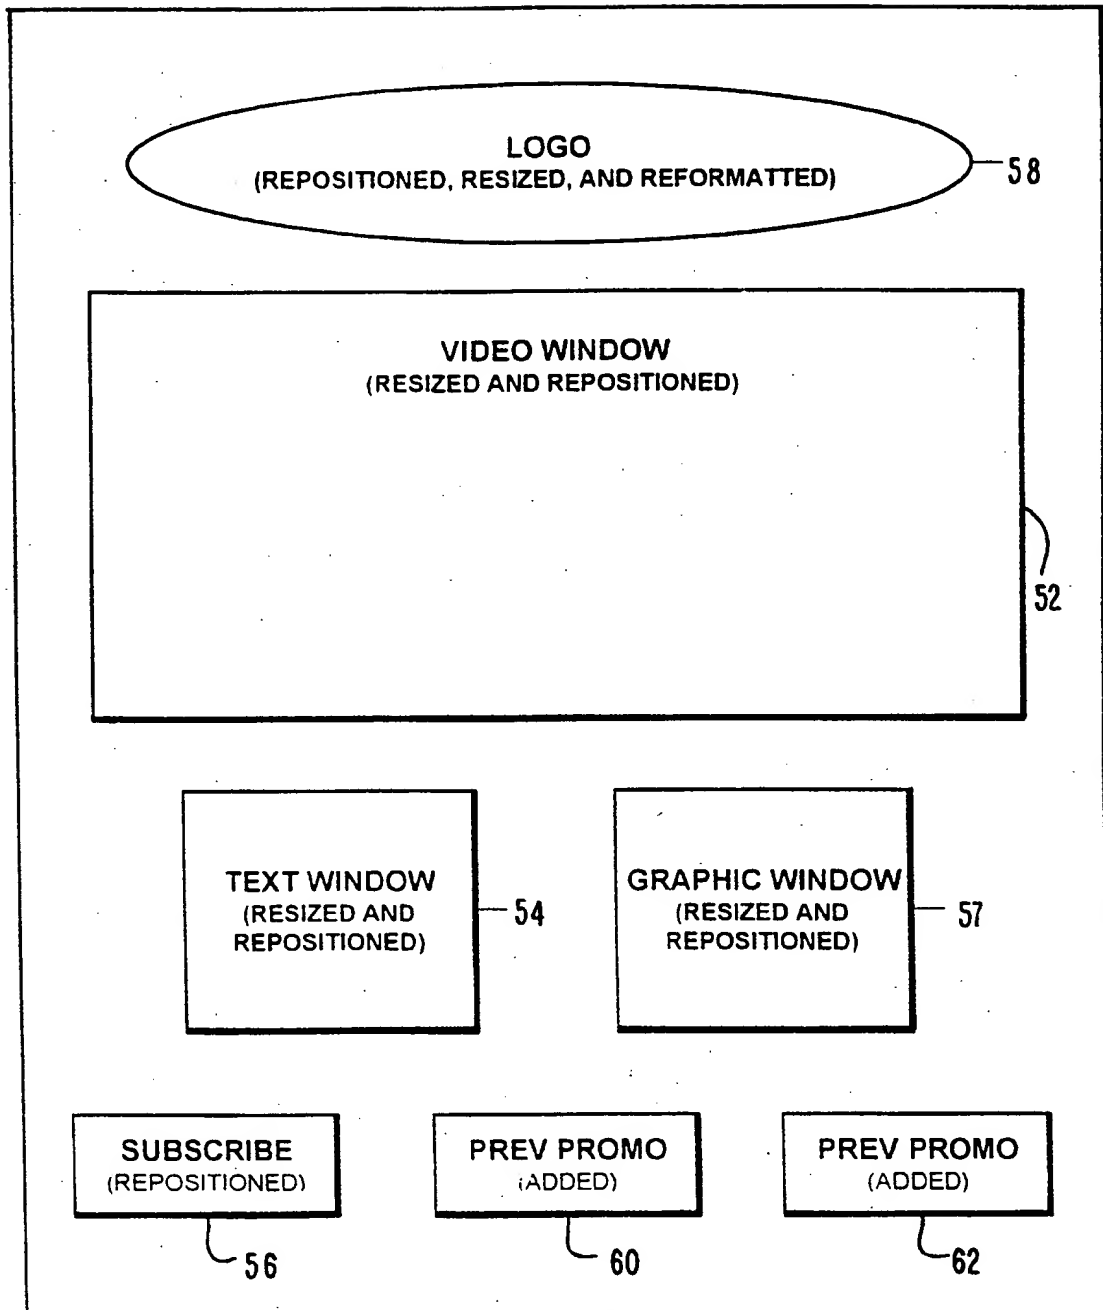 LOGO
(REPOSITIONED, RESIZED, AND REFORMATTED)
58
VIDEO WINDOW
(RESIZED AND REPOSITIONED)
52
TEXT WINDOW
(RESIZED AND
REPOSITIONED)
54
GRAPHIC WINDOW
(RESIZED AND
REPOSITIONED)
57
SUBSCRIBE
(REPOSITIONED)
56
PREV PROMO
(ADDED)
60
PREV PROMO
(ADDED)
62